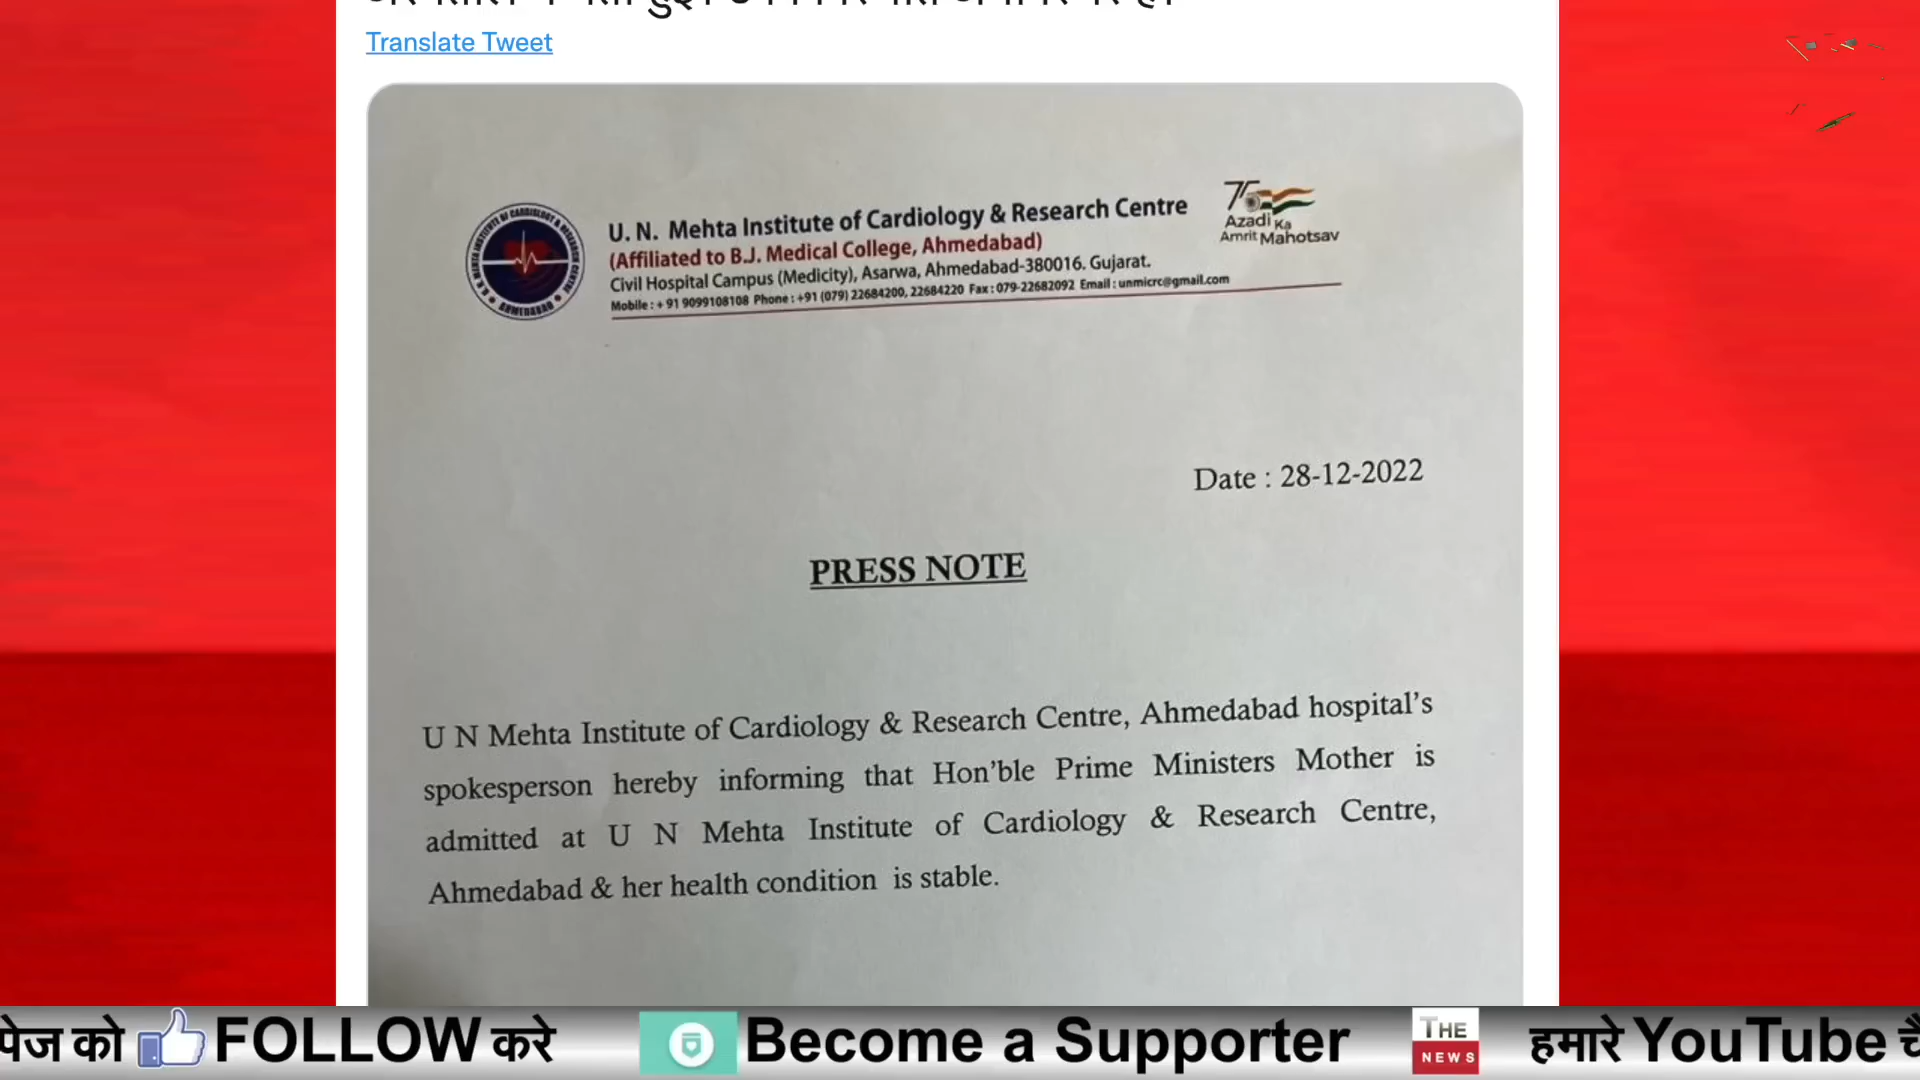 Translate Tweet
U. N. Mehta Institute of Cardiology & Research Centre
(Affiliated to B.J. Medical College, Ahmedabad)
Civil Hospital Campus (Medicity), Asarwa, Ahmedabad-380016. Gujarat.
Mobile : + 91 9099108108 Phone : +91 (079) 22684200, 22684220 Fax : 079-22682092 Email : unmicrc@gmail.com
75
Azadi Ka
Amrit Mahotsav
Date : 28-12-2022
PRESS NOTE
U N Mehta Institute of Cardiology & Research Centre, Ahmedabad hospital's
spokesperson hereby informing that Hon'ble Prime Ministers Mother is
admitted at U N Mehta Institute of Cardiology & Research Centre,
Ahmedabad & her health condition is stable.
पेज को FOLLOW करे Become a Supporter THE NEWS हमारे YouTube